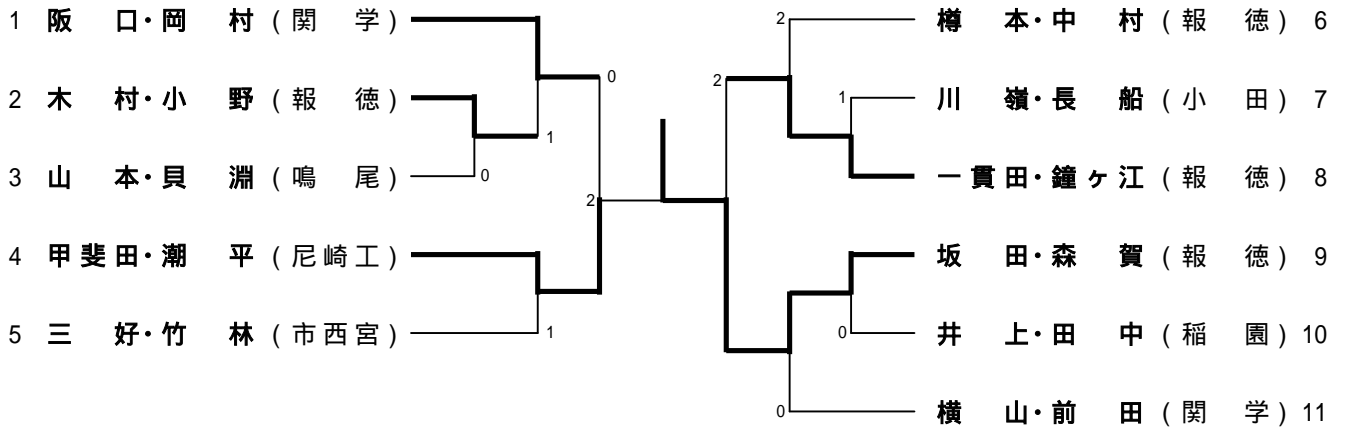 1 阪 口・岡 村 ( 関 学 )
0
2 木 村・小 野 ( 報 徳 )
1
3 山 本・貝 淵 ( 鳴 尾 )
0
2
4 甲斐田・潮 平 ( 尼崎工 )
5 三 好・竹 林 ( 市西宮 )
1
2 樽 本・中 村 ( 報 徳 ) 6
2
1 川 嶺・長 船 ( 小 田 ) 7
一貫田・鐘ヶ江 ( 報 徳 ) 8
坂 田・森 賀 ( 報 徳 ) 9
0 井 上・田 中 ( 稲 園 ) 10
0 横 山・前 田 ( 関 学 ) 11